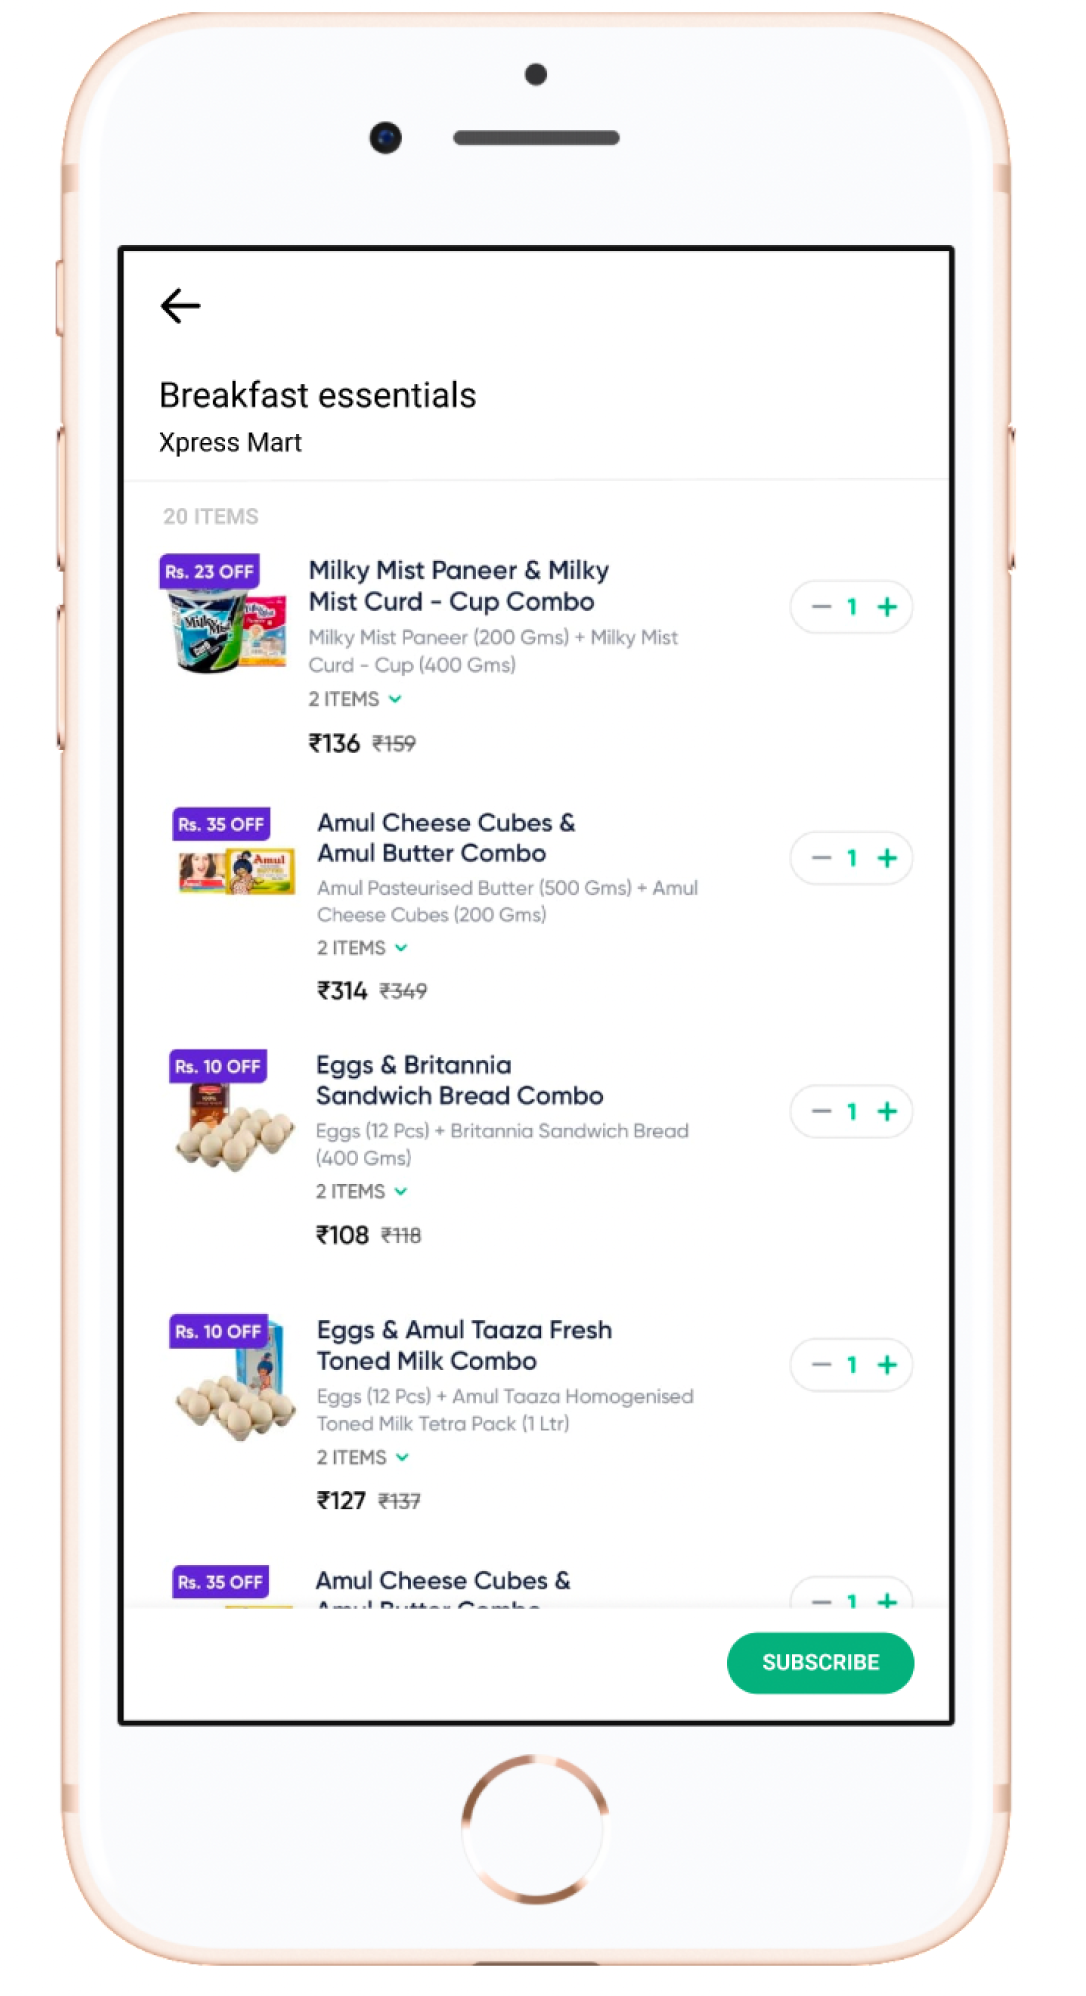 Breakfast essentials
Xpress Mart
20 ITEMS
Rs. 23 OFF
Milky Mist Paneer & Milky
Mist Curd - Cup Combo
Milky Mist Paneer (200 Gms) + Milky Mist
Curd - Cup (400 Gms)
2 ITEMS
₹136 ₹159
1
Rs. 35 OFF
Amul
Amul Cheese Cubes &
Amul Butter Combo
Amul Pasteurised Butter (500 Gms) + Amul
Cheese Cubes (200 Gms)
2 ITEMS
₹314 ₹349
1
Rs. 10 OFF
Eggs & Britannia
Sandwich Bread Combo
Eggs (12 Pcs) + Britannia Sandwich Bread
(400 Gms)
2 ITEMS
₹108 ₹118
1
Rs. 10 OFF
Eggs & Amul Taaza Fresh
Toned Milk Combo
Eggs (12 Pcs) + Amul Taaza Homogenised
Toned Milk Tetra Pack (1 Ltr)
2 ITEMS
₹127 ₹137
1
Rs. 35 OFF
Amul Cheese Cubes &
Amul Butter Combo
1
SUBSCRIBE